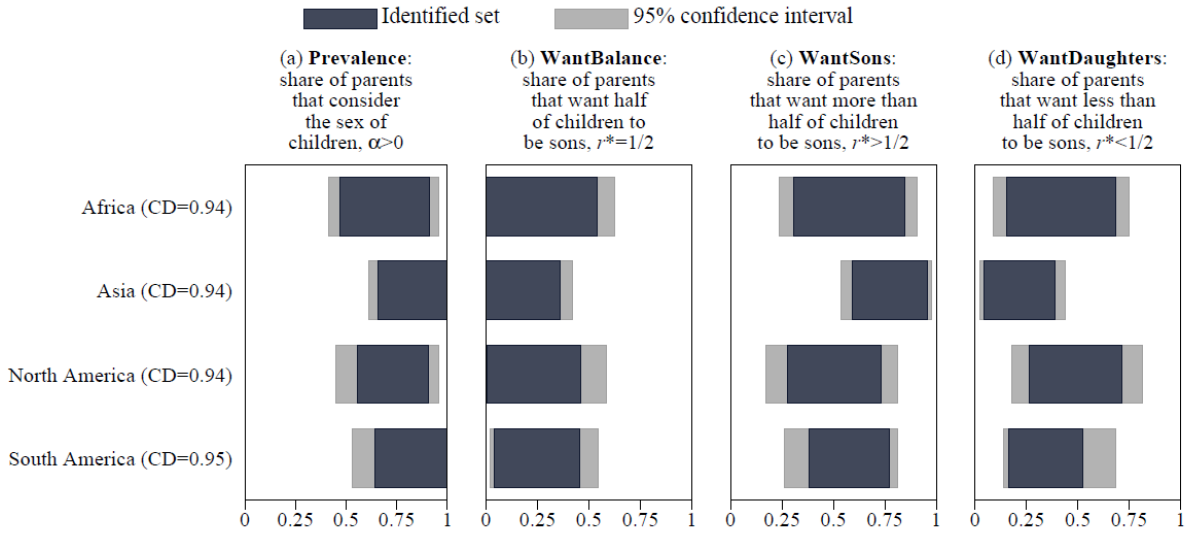 Identified set
95% confidence interval
(a) Prevalence:
share of parents
that consider
the sex of
children, α>0
(b) WantBalance:
share of parents
that want half
of children to
be sons, r*=1/2
(c) WantSons:
share of parents
that want more than
half of children
to be sons, r*>1/2
(d) WantDaughters:
share of parents
that want less than
half of children
to be sons, r*<1/2
Africa (CD=0.94)
Asia (CD=0.94)
North America (CD=0.94)
South America (CD=0.95)
0 0.25 0.5 0.75 1
0 0.25 0.5 0.75 1
0 0.25 0.5 0.75 1
0 0.25 0.5 0.75 1